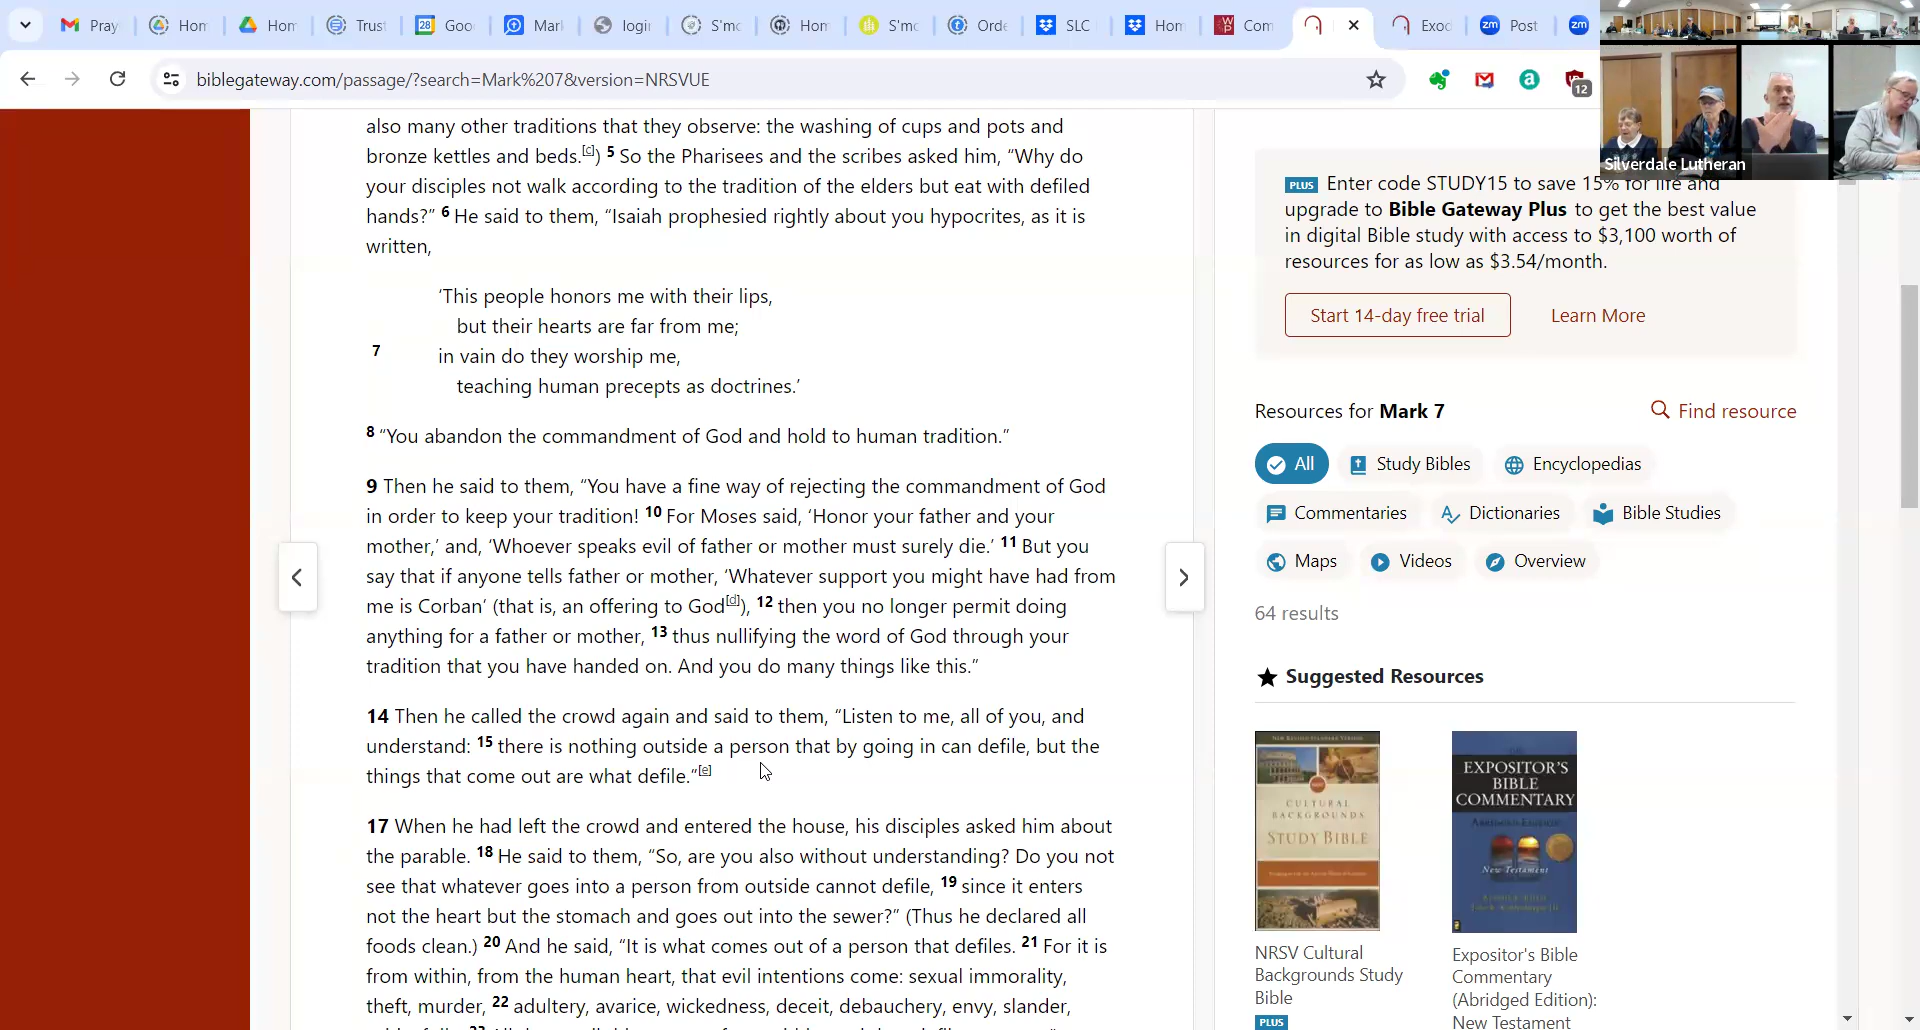 Pray
Hom
Hom
Trust
28
Goo
Mark
logi
S'mo
Hom
S'mo
Orde
SLC
Hom
Com
Exod
zm
Post
zm
biblegateway.com/passage/?search=Mark%207&version=NRSVUE
12
Silverdale Lutheran
also many other traditions that they observe: the washing of cups and pots and
bronze kettles and beds.[c]) 5 So the Pharisees and the scribes asked him, “Why do
your disciples not walk according to the tradition of the elders but eat with defiled
hands?” 6 He said to them, “Isaiah prophesied rightly about you hypocrites, as it is
written,
‘This people honors me with their lips,
but their hearts are far from me;
7 in vain do they worship me,
teaching human precepts as doctrines.’
8 “You abandon the commandment of God and hold to human tradition.”
9 Then he said to them, “You have a fine way of rejecting the commandment of God
in order to keep your tradition! 10 For Moses said, ‘Honor your father and your
mother,’ and, ‘Whoever speaks evil of father or mother must surely die.’ 11 But you
say that if anyone tells father or mother, ‘Whatever support you might have had from
me is Corban’ (that is, an offering to God[d]), 12 then you no longer permit doing
anything for a father or mother, 13 thus nullifying the word of God through your
tradition that you have handed on. And you do many things like this.”
14 Then he called the crowd again and said to them, “Listen to me, all of you, and
understand: 15 there is nothing outside a person that by going in can defile, but the
things that come out are what defile.”[e]
17 When he had left the crowd and entered the house, his disciples asked him about
the parable. 18 He said to them, “So, are you also without understanding? Do you not
see that whatever goes into a person from outside cannot defile, 19 since it enters
not the heart but the stomach and goes out into the sewer?” (Thus he declared all
foods clean.) 20 And he said, “It is what comes out of a person that defiles. 21 For it is
from within, from the human heart, that evil intentions come: sexual immorality,
theft, murder, 22 adultery, avarice, wickedness, deceit, debauchery, envy, slander,
PLUS Enter code STUDY15 to save 15% for life and
upgrade to Bible Gateway Plus to get the best value
in digital Bible study with access to $3,100 worth of
resources for as low as $3.54/month.
Start 14-day free trial
Learn More
Resources for Mark 7
Find resource
All
Study Bibles
Encyclopedias
Commentaries
Dictionaries
Bible Studies
Maps
Videos
Overview
64 results
Suggested Resources
NEW REVISED STANDARD VERSION
CULTURAL
BACKGROUNDS
STUDY BIBLE
EXPOSITOR'S
BIBLE
COMMENTARY
ABRIDGED EDITION
New Testament
NRSV Cultural
Backgrounds Study
Bible
PLUS
Expositor's Bible
Commentary
(Abridged Edition):
New Testament